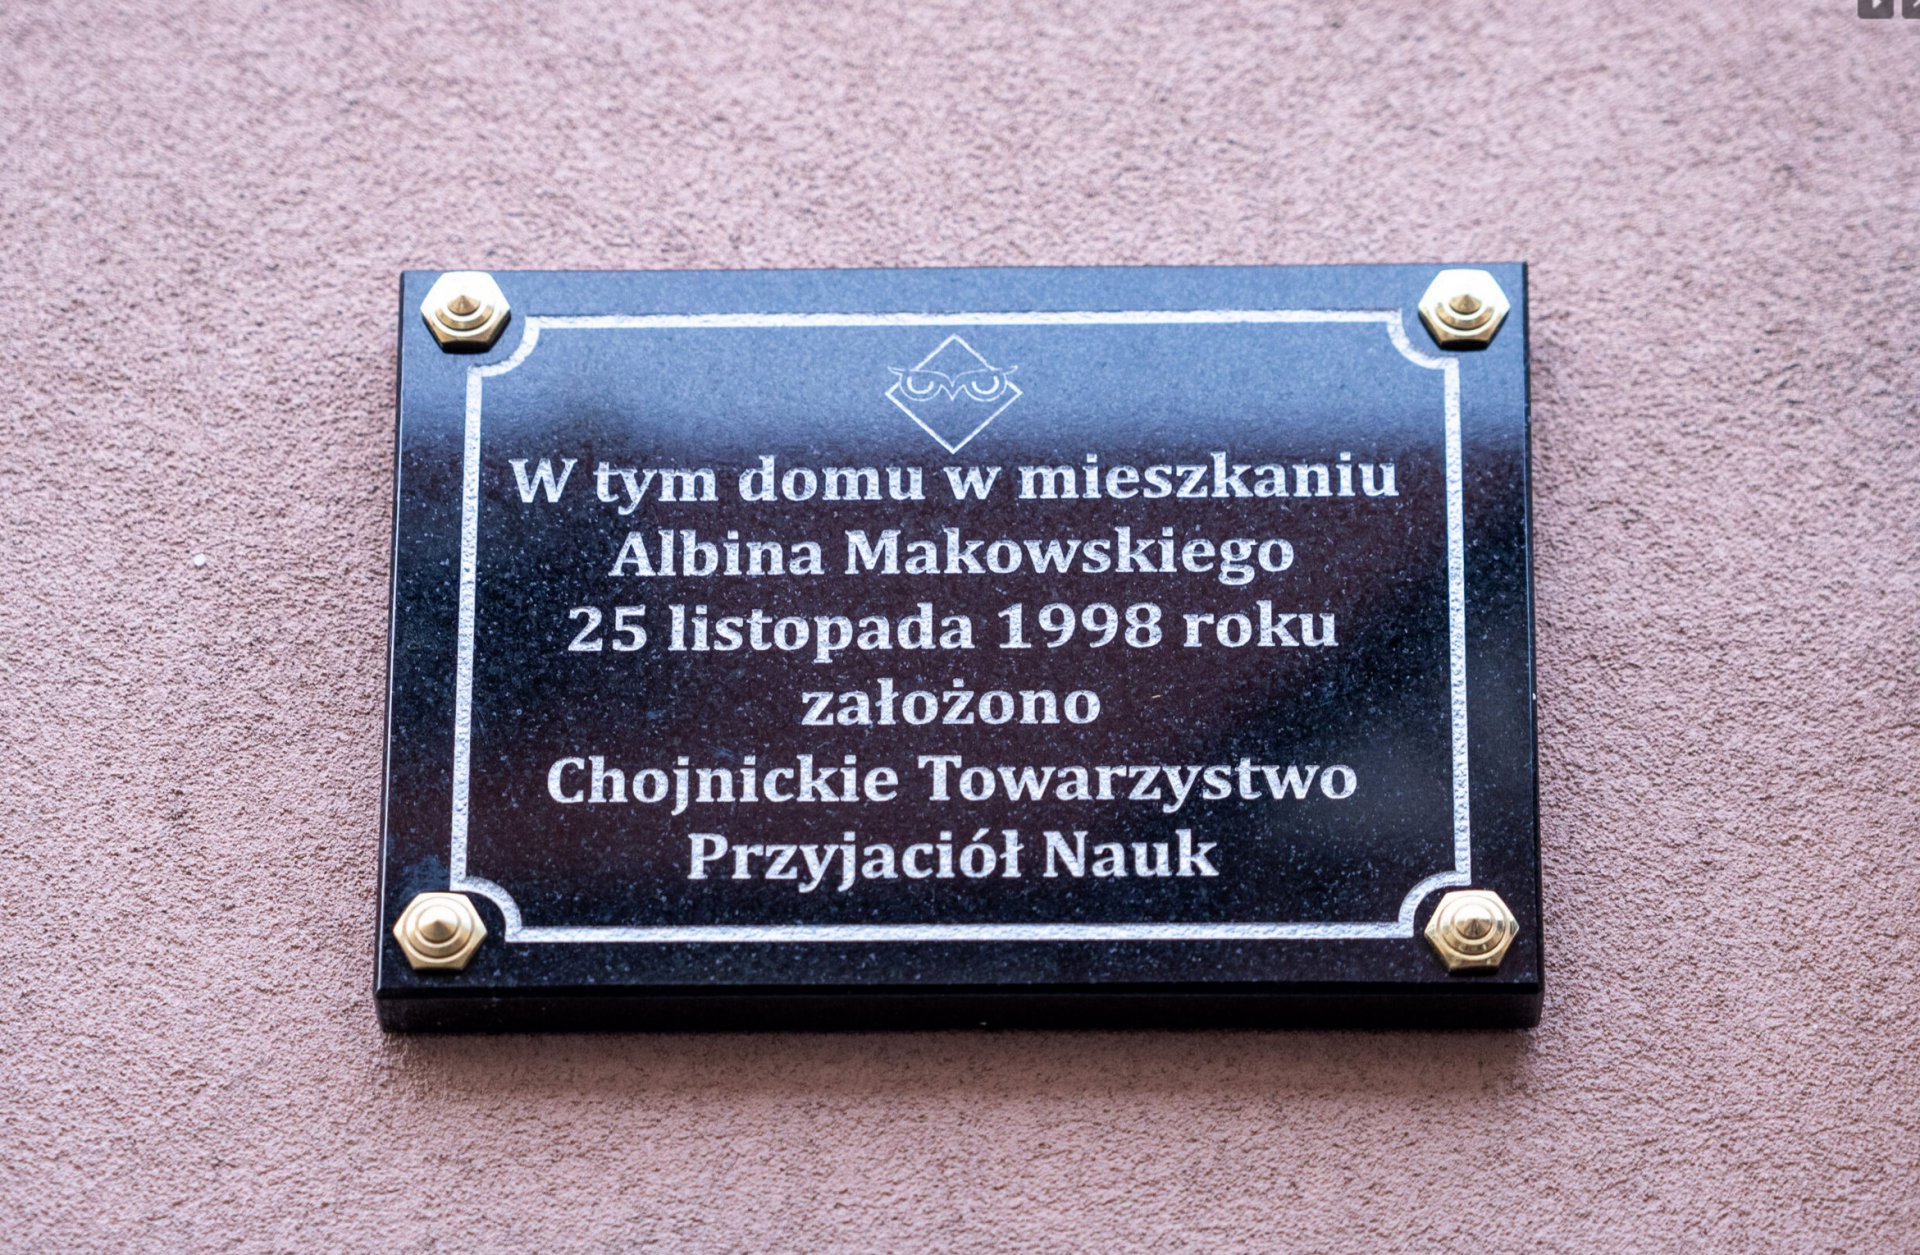 W tym domu w mieszkaniu
Albina Makowskiego
25 listopada 1998 roku
założono
Chojnickie Towarzystwo
Przyjaciół Nauk